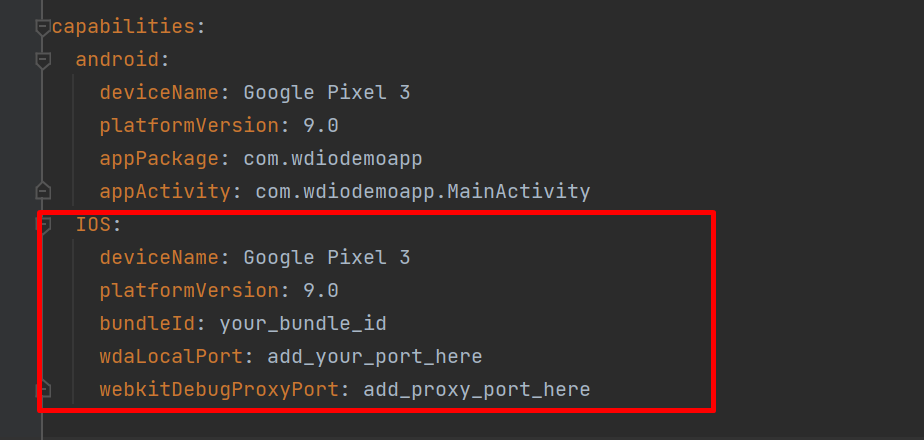 capabilities:
android:
deviceName: Google Pixel 3
platformVersion: 9.0
appPackage: com.wdiodemoapp
appActivity: com.wdiodemoapp.MainActivity
IOS:
deviceName: Google Pixel 3
platformVersion: 9.0
bundleId: your_bundle_id
wdaLocalPort: add_your_port_here
webkitDebugProxyPort: add_proxy_port_here